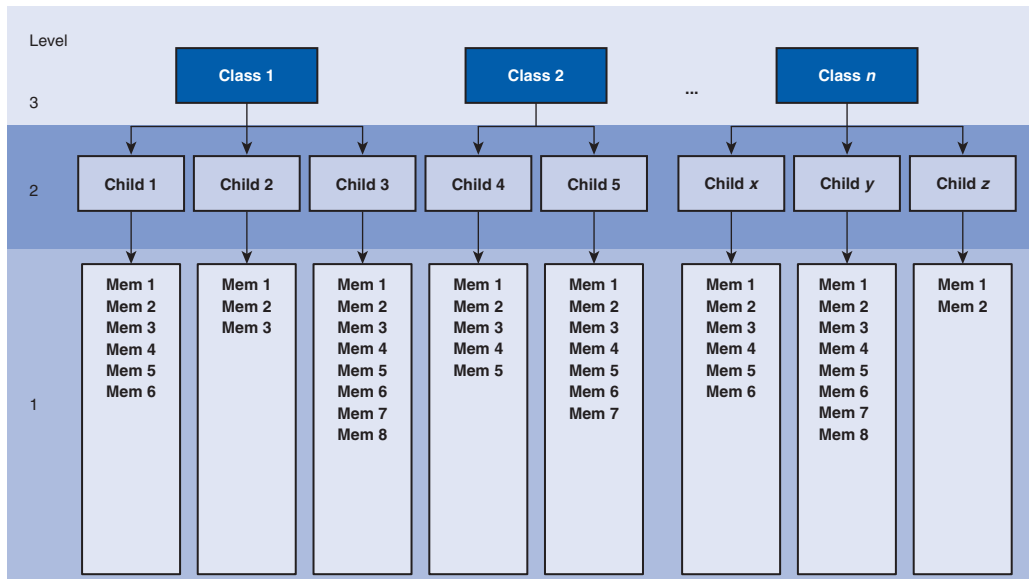 Level
Class 1
Class 2
...
Class n
3
2
Child 1
Child 2
Child 3
Child 4
Child 5
Child x
Child y
Child z
1
Mem 1
Mem 2
Mem 3
Mem 4
Mem 5
Mem 6
Mem 1
Mem 2
Mem 3
Mem 1
Mem 2
Mem 3
Mem 4
Mem 5
Mem 6
Mem 7
Mem 8
Mem 1
Mem 2
Mem 3
Mem 4
Mem 5
Mem 1
Mem 2
Mem 3
Mem 4
Mem 5
Mem 6
Mem 7
Mem 1
Mem 2
Mem 3
Mem 4
Mem 5
Mem 6
Mem 1
Mem 2
Mem 3
Mem 4
Mem 5
Mem 6
Mem 7
Mem 8
Mem 1
Mem 2